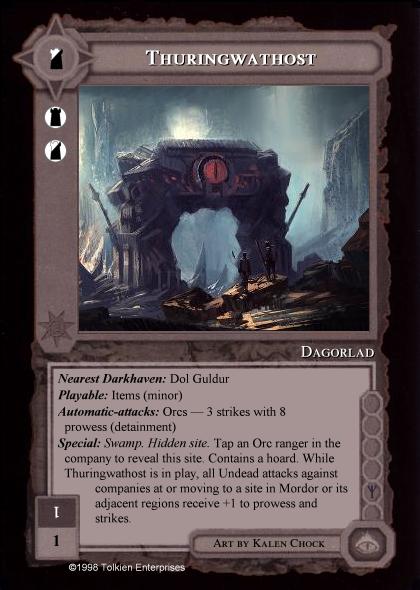 Thuringwathost
Dagorlad
Nearest Darkhaven: Dol Guldur
Playable: Items (minor)
Automatic-attacks: Orcs — 3 strikes with 8
prowess (detainment)
Special: Swamp. Hidden site. Tap an Orc ranger in the
company to reveal this site. Contains a hoard. While
Thuringwathost is in play, all Undead attacks against
companies at or moving to a site in Mordor or its
adjacent regions receive +1 to prowess and
strikes.
1
1
Art by Kalen Chock
©1998 Tolkien Enterprises